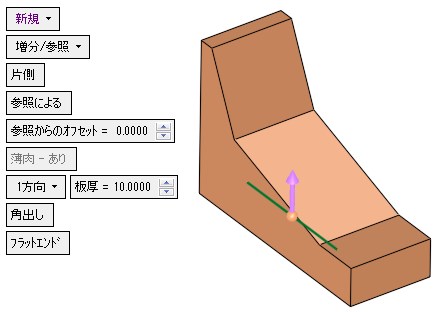 新規
増分/参照
片側
参照による
参照からのオフセット = 0.0000
薄肉 - あり
1方向 板厚 = 10.0000
角出し
フラットエンド